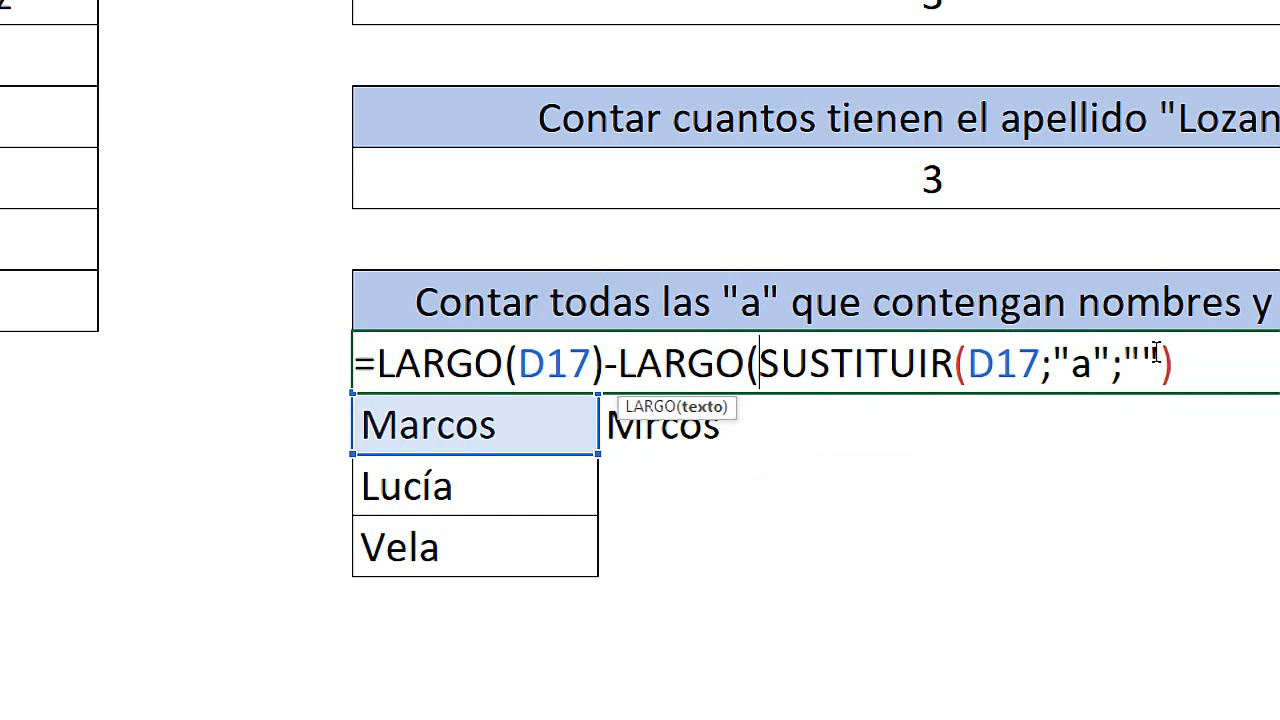 Contar cuantos tienen el apellido "Lozan
3
Contar todas las "a" que contengan nombres y
=LARGO(D17)-LARGO(SUSTITUIR(D17;"a";"")
LARGO(texto)
Marcos Mrcos
Lucía
Vela